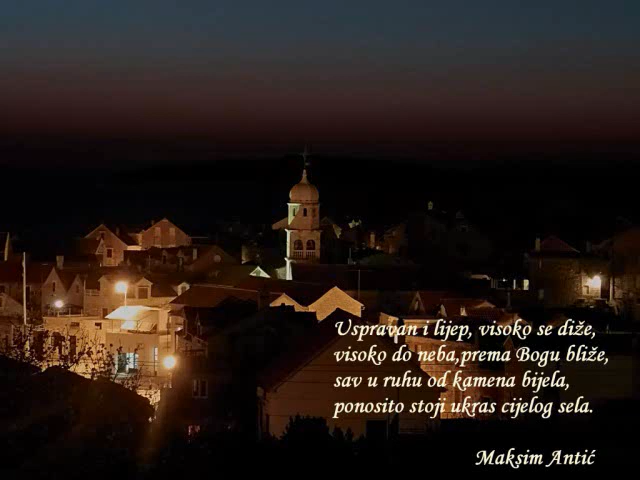 Uspravan i lijep, visoko se diže,
visoko do neba,prema Bogu bliže,
sav u ruhu od kamena bijela,
ponosito stoji ukras cijelog sela.
Maksim Antić